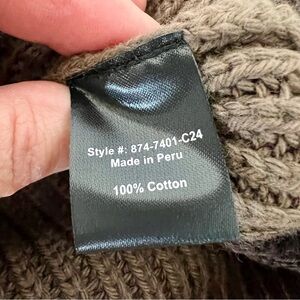 Style #: 874-7401-C24
Made in Peru
100% Cotton